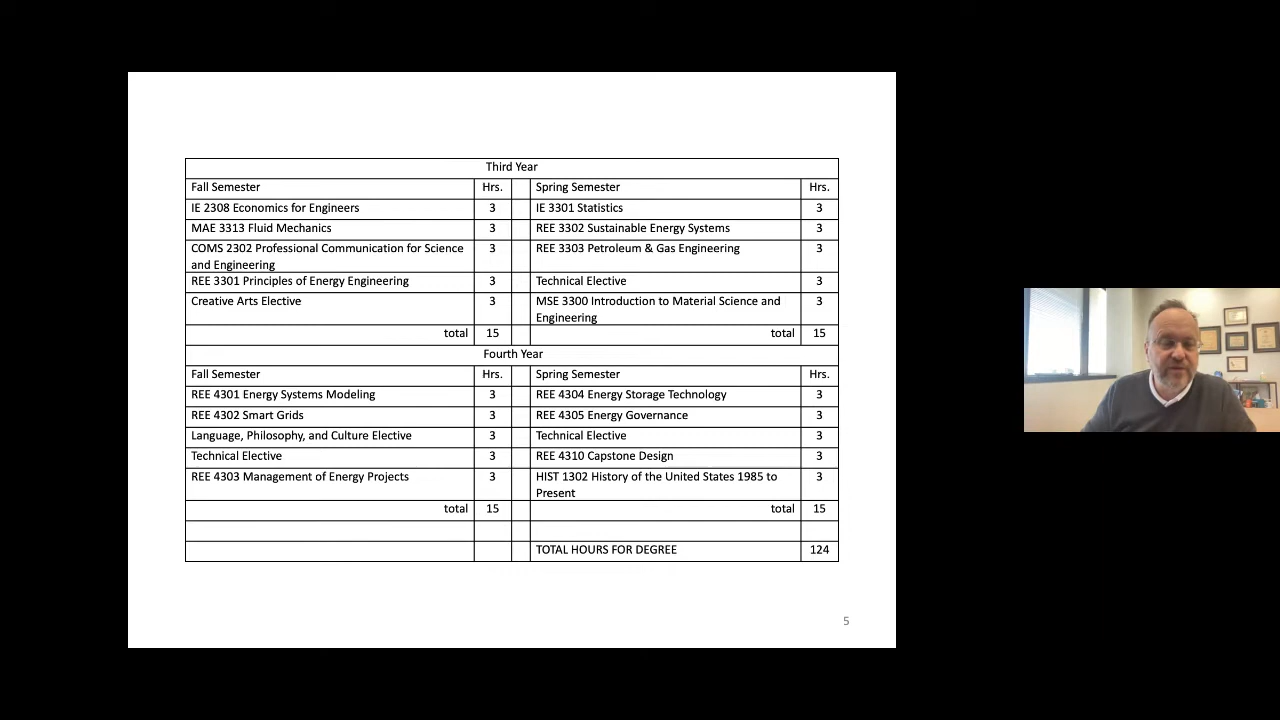 Third Year
Fall Semester Hrs. Spring Semester Hrs.
IE 2308 Economics for Engineers 3 IE 3301 Statistics 3
MAE 3313 Fluid Mechanics 3 REE 3302 Sustainable Energy Systems 3
COMS 2302 Professional Communication for Science 3 REE 3303 Petroleum & Gas Engineering 3
and Engineering
REE 3301 Principles of Energy Engineering 3 Technical Elective 3
Creative Arts Elective 3 MSE 3300 Introduction to Material Science and 3
Engineering
total 15 total 15
Fourth Year
Fall Semester Hrs. Spring Semester Hrs.
REE 4301 Energy Systems Modeling 3 REE 4304 Energy Storage Technology 3
REE 4302 Smart Grids 3 REE 4305 Energy Governance 3
Language, Philosophy, and Culture Elective 3 Technical Elective 3
Technical Elective 3 REE 4310 Capstone Design 3
REE 4303 Management of Energy Projects 3 HIST 1302 History of the United States 1985 to 3
Present
total 15 total 15
TOTAL HOURS FOR DEGREE 124
5